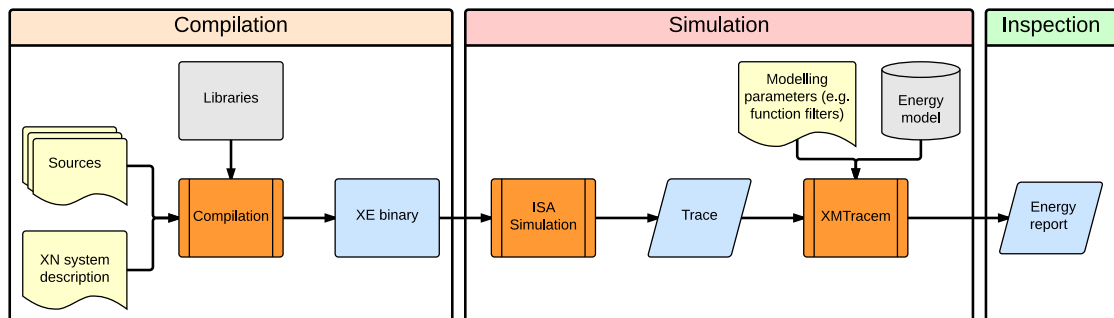 Compilation
Simulation
Inspection
Libraries
Modelling
parameters (e.g.
function filters)
Energy
model
Sources
Compilation
XE binary
ISA
Simulation
Trace
XMTracem
Energy
report
XN system
description